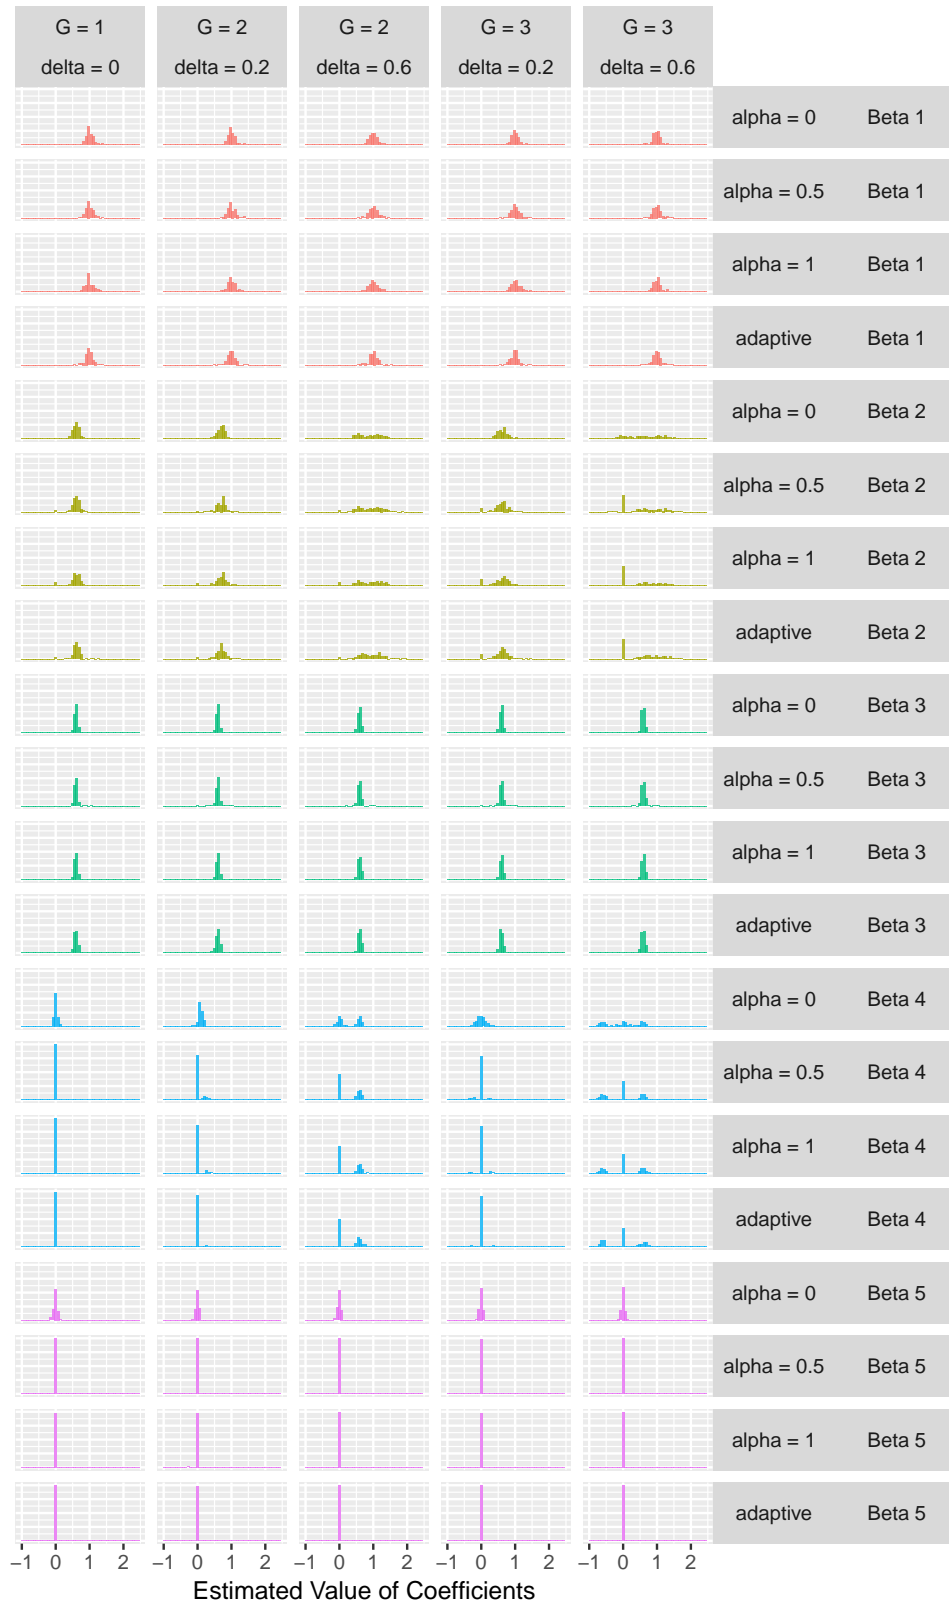 G = 1 G = 2 G = 2 G = 3 G = 3
delta = 0 delta = 0.2 delta = 0.6 delta = 0.2 delta = 0.6
alpha = 0 Beta 1
alpha = 0.5 Beta 1
alpha = 1 Beta 1
adaptive Beta 1
alpha = 0 Beta 2
alpha = 0.5 Beta 2
alpha = 1 Beta 2
adaptive Beta 2
alpha = 0 Beta 3
alpha = 0.5 Beta 3
alpha = 1 Beta 3
adaptive Beta 3
alpha = 0 Beta 4
alpha = 0.5 Beta 4
alpha = 1 Beta 4
adaptive Beta 4
alpha = 0 Beta 5
alpha = 0.5 Beta 5
alpha = 1 Beta 5
adaptive Beta 5
−1 0 1 2 −1 0 1 2 −1 0 1 2 −1 0 1 2 −1 0 1 2
Estimated Value of Coefficients